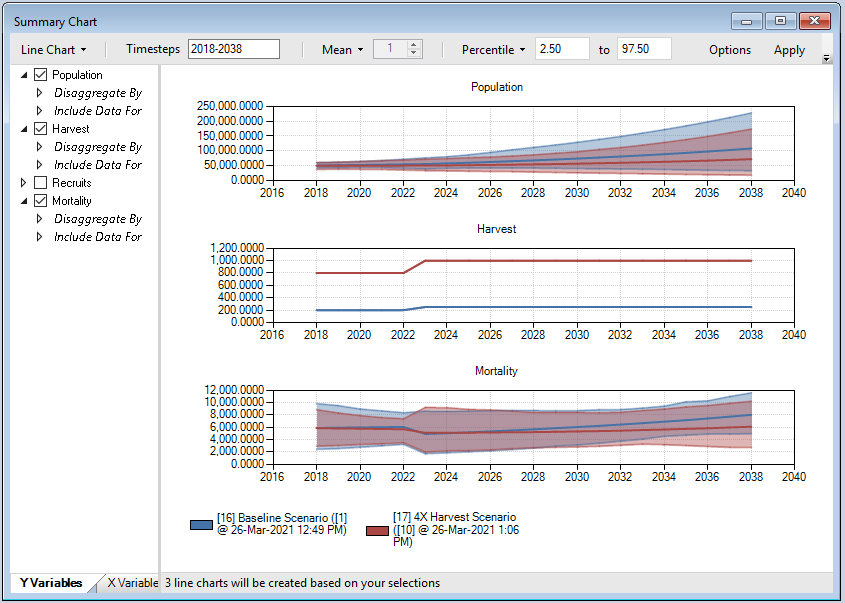 Summary Chart
Line Chart Timesteps 2018-2038 Mean 1 Percentile 2.50 to 97.50 Options Apply
Population
Disaggregate By
Include Data For
Harvest
Disaggregate By
Include Data For
Recruits
Mortality
Disaggregate By
Include Data For
Population
250,000.0000
200,000.0000
150,000.0000
100,000.0000
50,000.0000
0.0000
2016 2018 2020 2022 2024 2026 2028 2030 2032 2034 2036 2038 2040
Harvest
1,200.0000
1,000.0000
800.0000
600.0000
400.0000
200.0000
0.0000
2016 2018 2020 2022 2024 2026 2028 2030 2032 2034 2036 2038 2040
Mortality
12,000.0000
10,000.0000
8,000.0000
6,000.0000
4,000.0000
2,000.0000
0.0000
2016 2018 2020 2022 2024 2026 2028 2030 2032 2034 2036 2038 2040
[16] Baseline Scenario ([1]
@ 26-Mar-2021 12:49 PM)
[17] 4X Harvest Scenario
([10] @ 26-Mar-2021 1:06
PM)
Y Variables X Variable 3 line charts will be created based on your selections